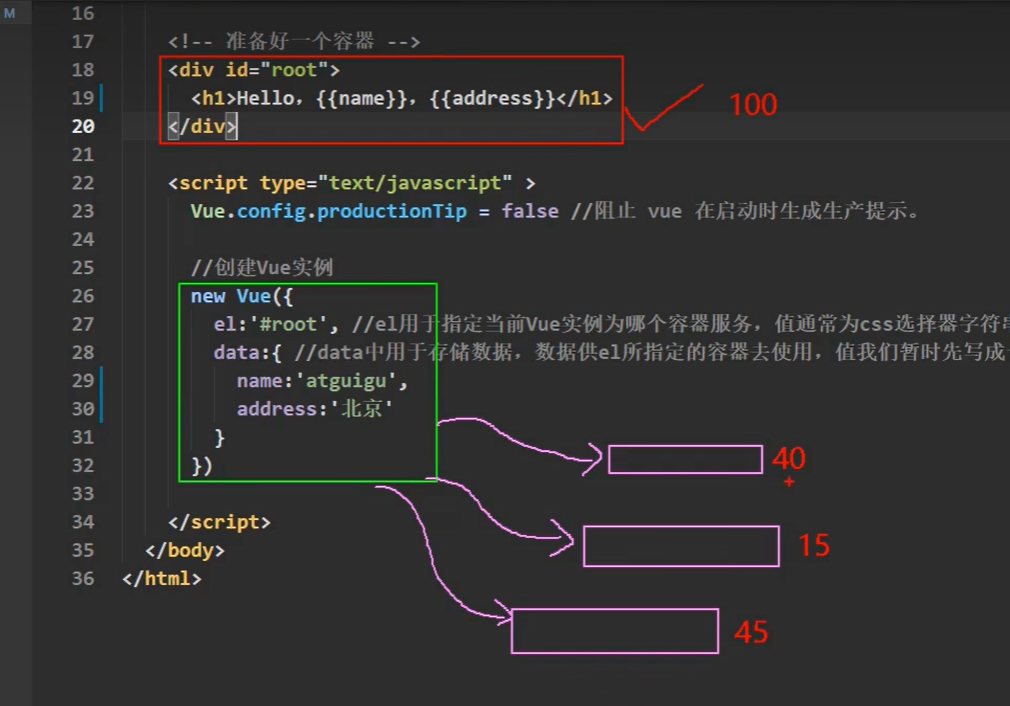 M
16
17 <!-- 准备好一个容器 -->
18 <div id="root">
19 <h1>Hello，{{name}}，{{address}}</h1>
20 </div>
100
21
22 <script type="text/javascript" >
23 Vue.config.productionTip = false //阻止 vue 在启动时生成生产提示。
24
25 //创建Vue实例
26 new Vue({
27 el:'#root', //el用于指定当前Vue实例为哪个容器服务，值通常为css选择器字符
28 data:{ //data中用于存储数据，数据供el所指定的容器去使用，值我们暂时先写成
29 name:'atguigu',
30 address:'北京'
31 }
32 })
40
33
34 </script>
35 </body>
15
36 </html>
45